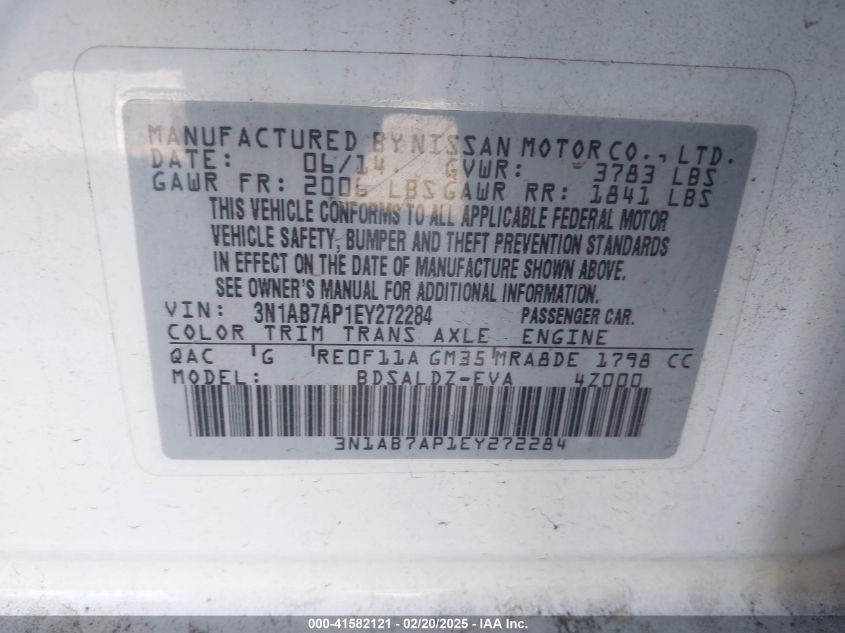 MANUFACTURED BY NISSAN MOTOR CO., LTD.
DATE: 06/14. GVWR: 3783 LBS
GAWR FR: 2006 LBS GAWR RR: 1841 LBS
THIS VEHICLE CONFORMS TO ALL APPLICABLE FEDERAL MOTOR
VEHICLE SAFETY, BUMPER AND THEFT PREVENTION STANDARDS
IN EFFECT ON THE DATE OF MANUFACTURE SHOWN ABOVE.
SEE OWNER'S MANUAL FOR ADDITIONAL INFORMATION.
VIN: 3N1AB7AP1EY272284 PASSENGER CAR.
COLOR TRIM TRANS AXLE ENGINE
QAC G RE0F11A GM35 MRA8DE 1798 CC
MODEL: BDSALDZ-EVA 4Z000
3N1AB7AP1EY272284
000-41582121 - 02/20/2025 - IAAI.com